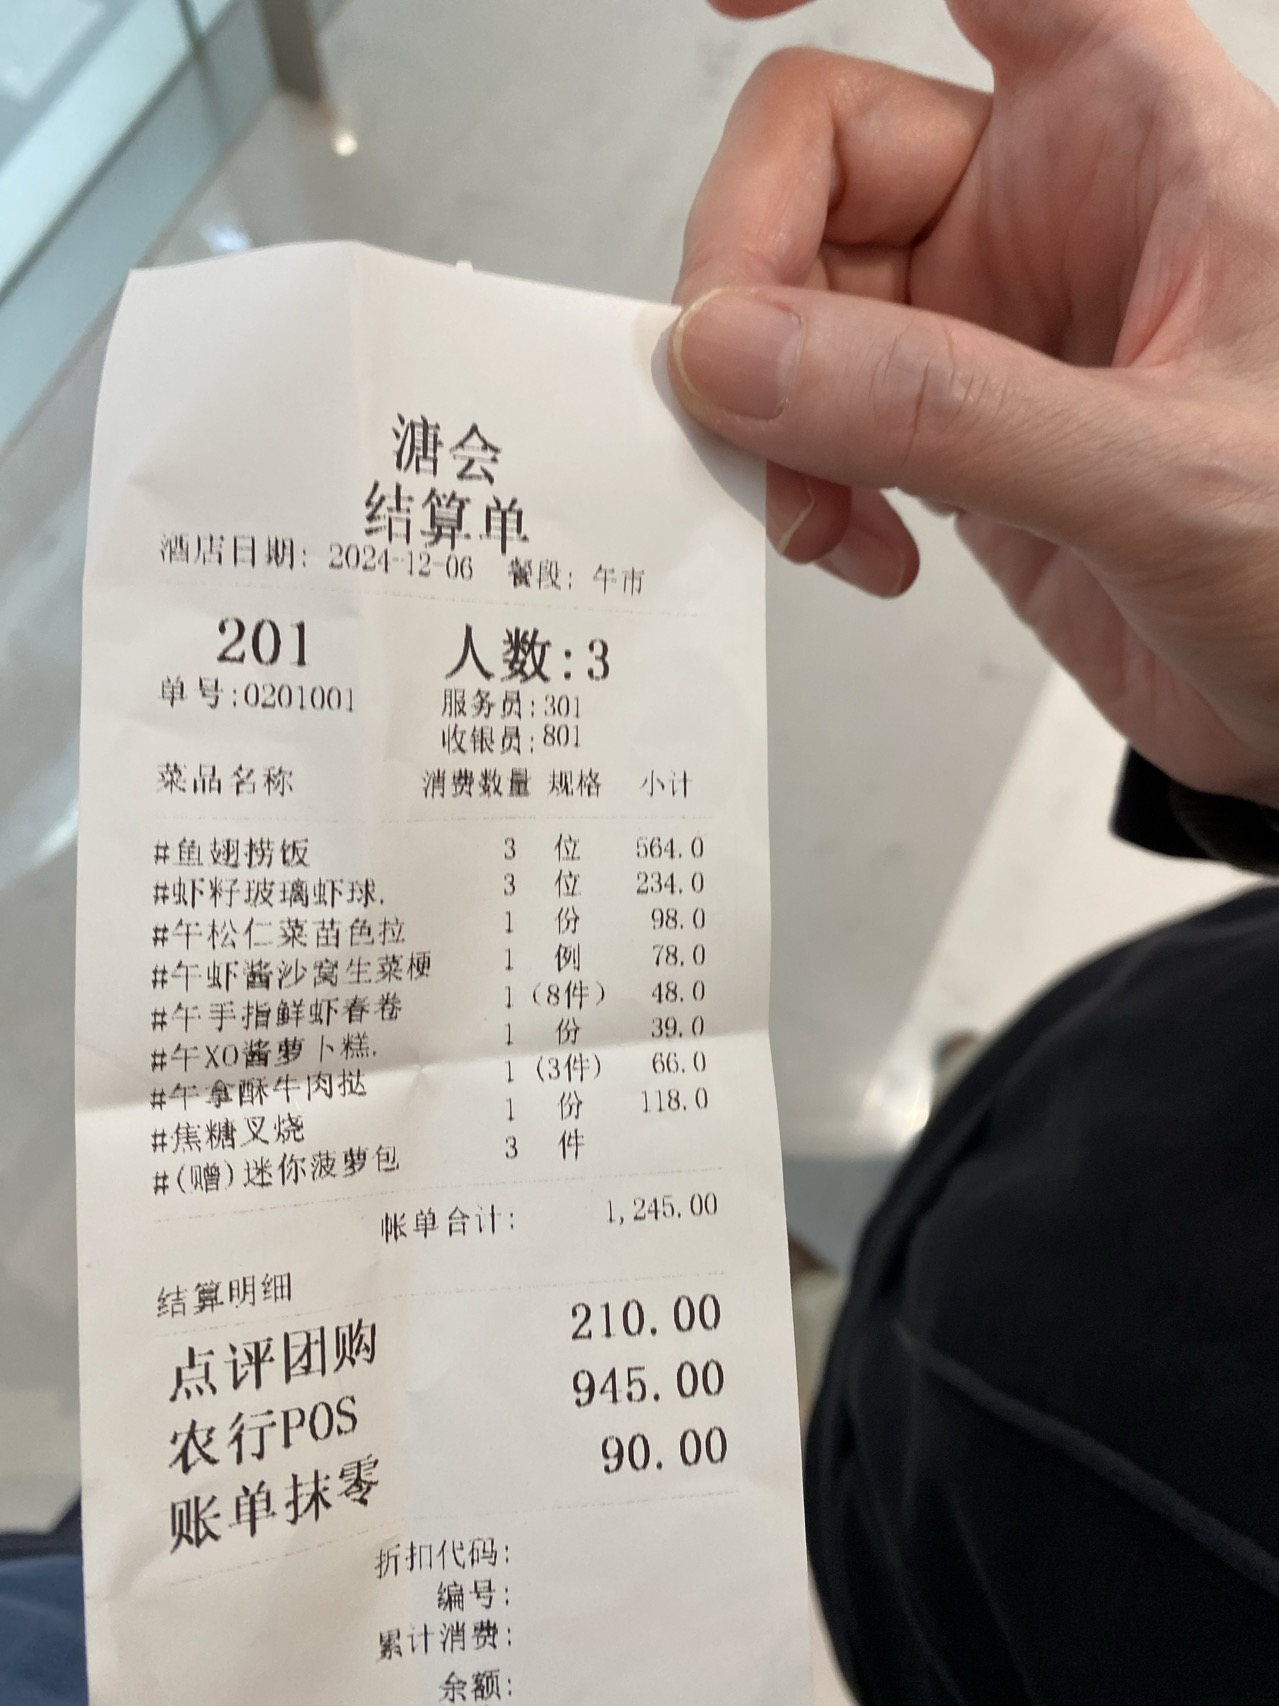 溏会
结算单
酒店日期: 2024-12-06 餐段: 午市
201 人数:3
单号:0201001 服务员:301
收银员:801
菜品名称 消费数量 规格 小计
#鱼翅捞饭 3 位 564.0
#虾籽玻璃虾球. 3 位 234.0
#午松仁菜苗色拉 1 份 98.0
#午虾酱沙窝生菜梗 1 例 78.0
#午手指鲜虾春卷 1 (8件) 48.0
#午XO酱萝卜糕. 1 份 39.0
#午拿酥牛肉挞 1 (3件) 66.0
#焦糖叉烧 1 份 118.0
#(赠)迷你菠萝包 3 件
帐单合计: 1,245.00
结算明细
点评团购 210.00
农行POS 945.00
账单抹零 90.00
折扣代码:
编号:
累计消费:
余额: